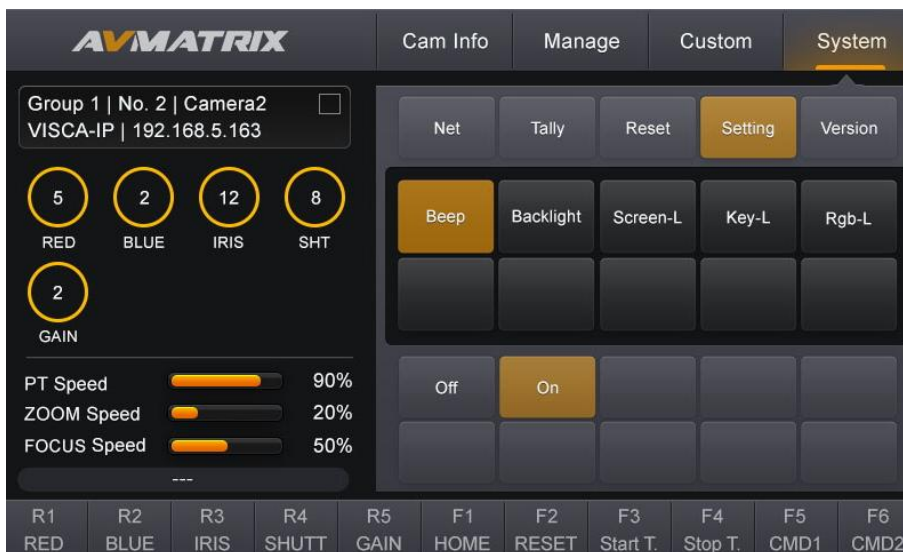 AVMATRIX
Cam Info Manage Custom System
Group 1 | No. 2 | Camera2
VISCA-IP | 192.168.5.163
Net Tally Reset Setting Version
5 2 12 8
RED BLUE IRIS SHT
Beep Backlight Screen-L Key-L Rgb-L
2
GAIN
PT Speed 90%
ZOOM Speed 20%
FOCUS Speed 50%
---
Off On
R1 R2 R3 R4 R5 F1 F2 F3 F4 F5 F6
RED BLUE IRIS SHUTT GAIN HOME RESET Start T. Stop T. CMD1 CMD2